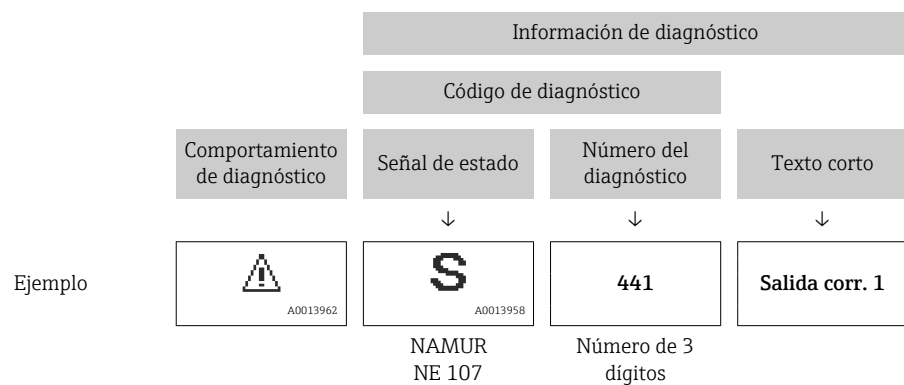 Información de diagnóstico
Código de diagnóstico
Comportamiento
de diagnóstico
Señal de estado
Número del
diagnóstico
Texto corto
↓ ↓ ↓
Ejemplo
A0013962
S
A0013958
441
Salida corr. 1
NAMUR
NE 107
Número de 3
dígitos